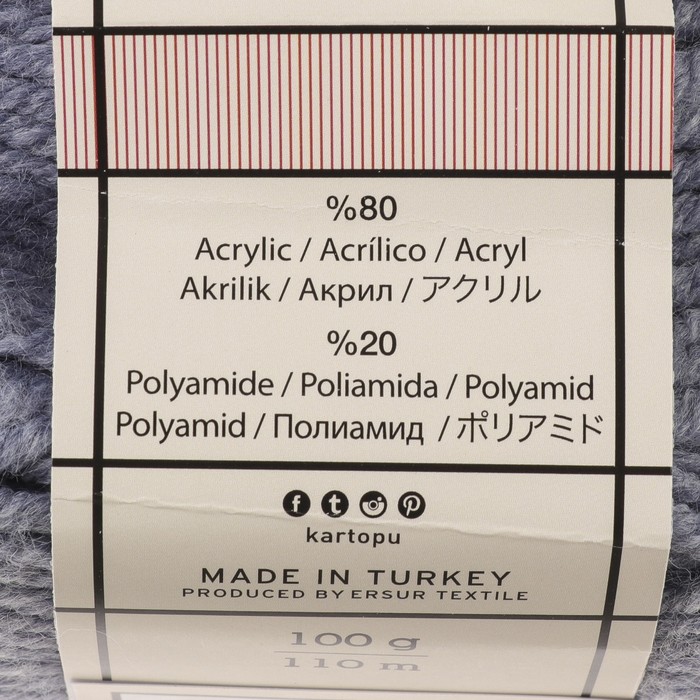 %80
Acrylic / Acrílico / Acryl
Akrilik / Акрил / アクリル
%20
Polyamide / Poliamida / Polyamid
Polyamid / Полиамид / ポリアミド
kartopu
MADE IN TURKEY
PRODUCED BY ERSUR TEXTILE
100 g
110 m